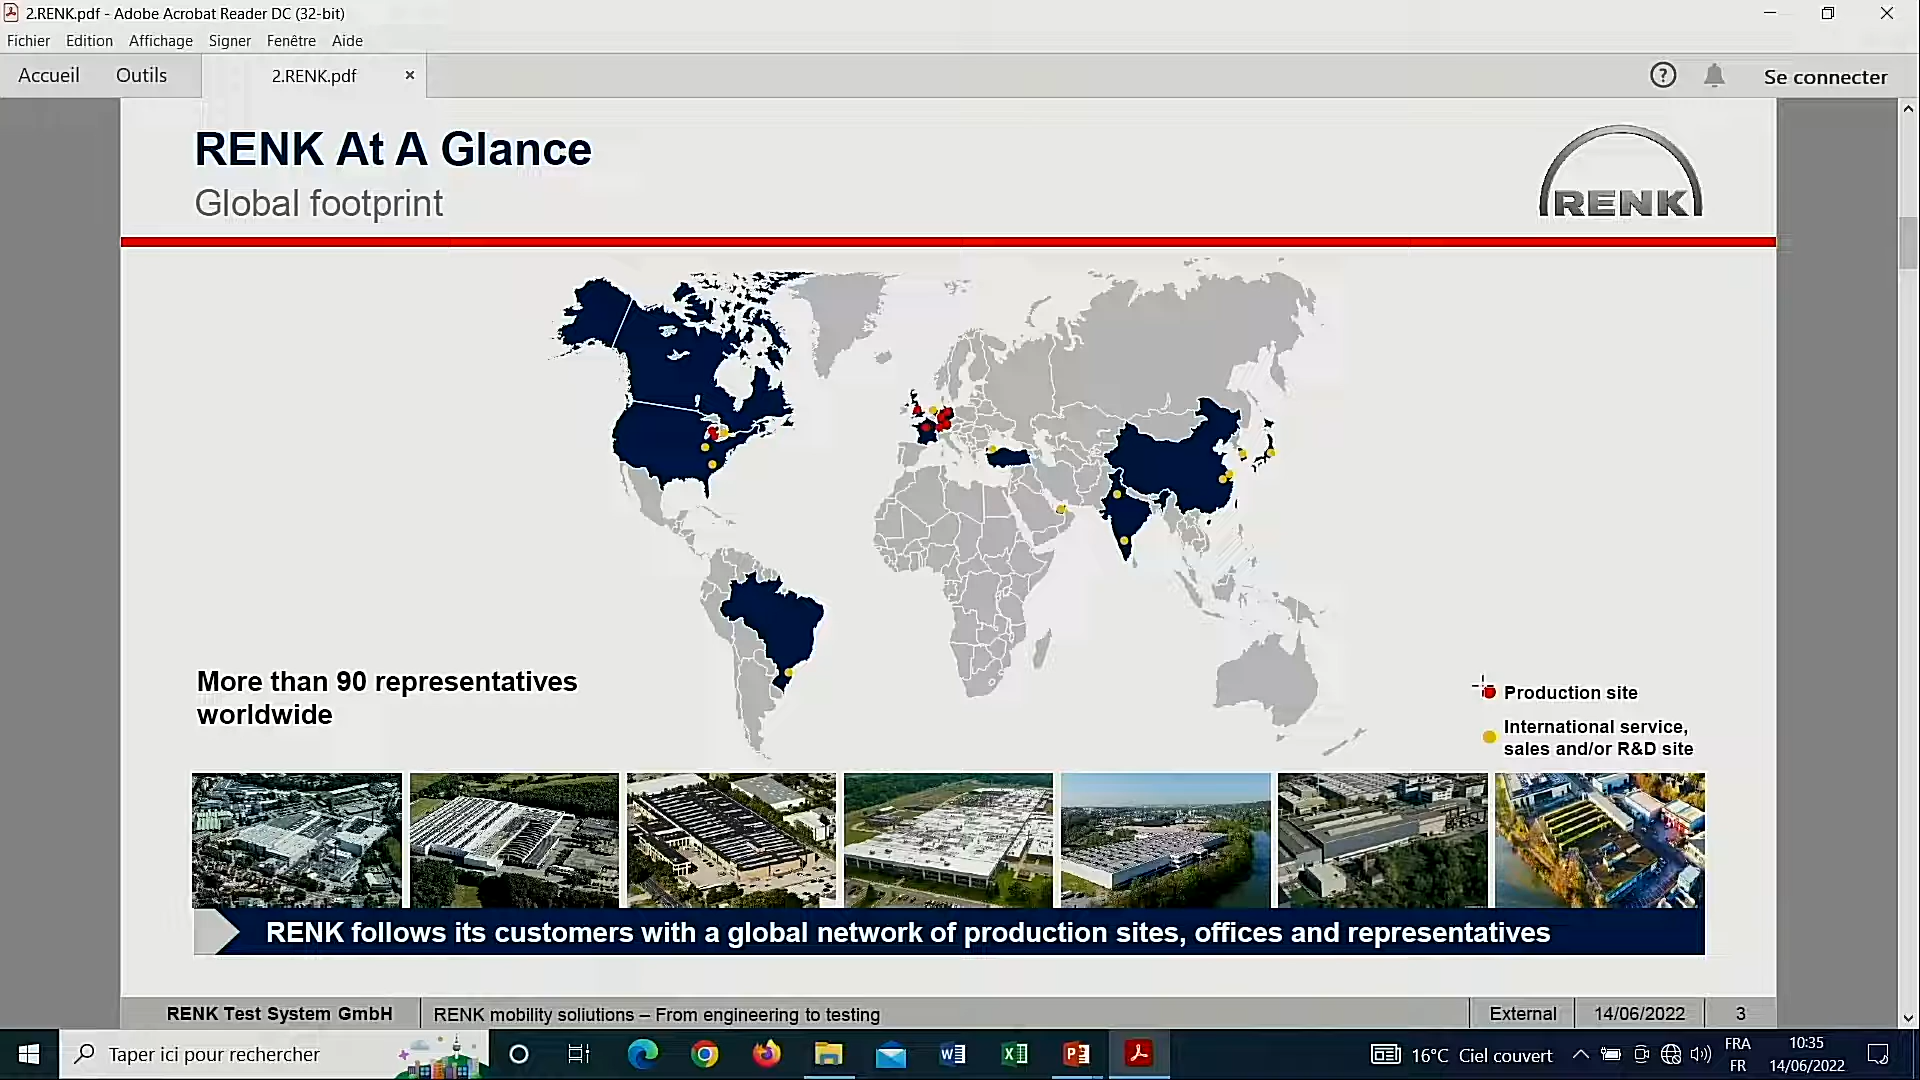 2.RENK.pdf - Adobe Acrobat Reader DC (32-bit)
Fichier Edition Affichage Signer Fenêtre Aide
Accueil Outils 2.RENK.pdf × ? Se connecter
RENK At A Glance
Global footprint
RENK
More than 90 representatives
worldwide
Production site
International service,
sales and/or R&D site
RENK follows its customers with a global network of production sites, offices and representatives
RENK Test System GmbH RENK mobility soliutions – From engineering to testing External 14/06/2022 3
Taper ici pour rechercher 16°C Ciel couvert FRA 10:35
FR 14/06/2022